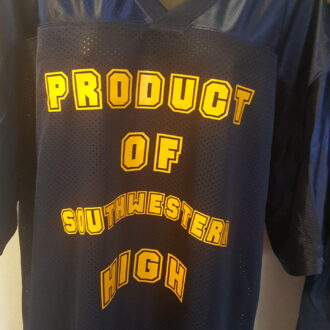 PRODUCT
OF
SOUTHWESTERN
HIGH